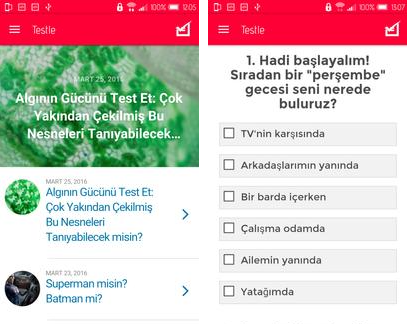 100% 12:05
Testle
MART 25, 2016
Algının Gücünü Test Et: Çok
Yakından Çekilmiş Bu
Nesneleri Tanıyabilecek...
MART 25, 2016
Algının Gücünü Test Et:
Çok Yakından Çekilmiş
Bu Nesneleri
Tanıyabilecek misin?
MART 23, 2016
Superman misin?
Batman mi?
100% 13:07
Testle
1. Hadi başlayalım!
Sıradan bir "perşembe"
gecesi seni nerede
buluruz?
TV'nin karşısında
Arkadaşlarımın yanında
Bir barda içerken
Çalışma odamda
Ailemin yanında
Yatağımda